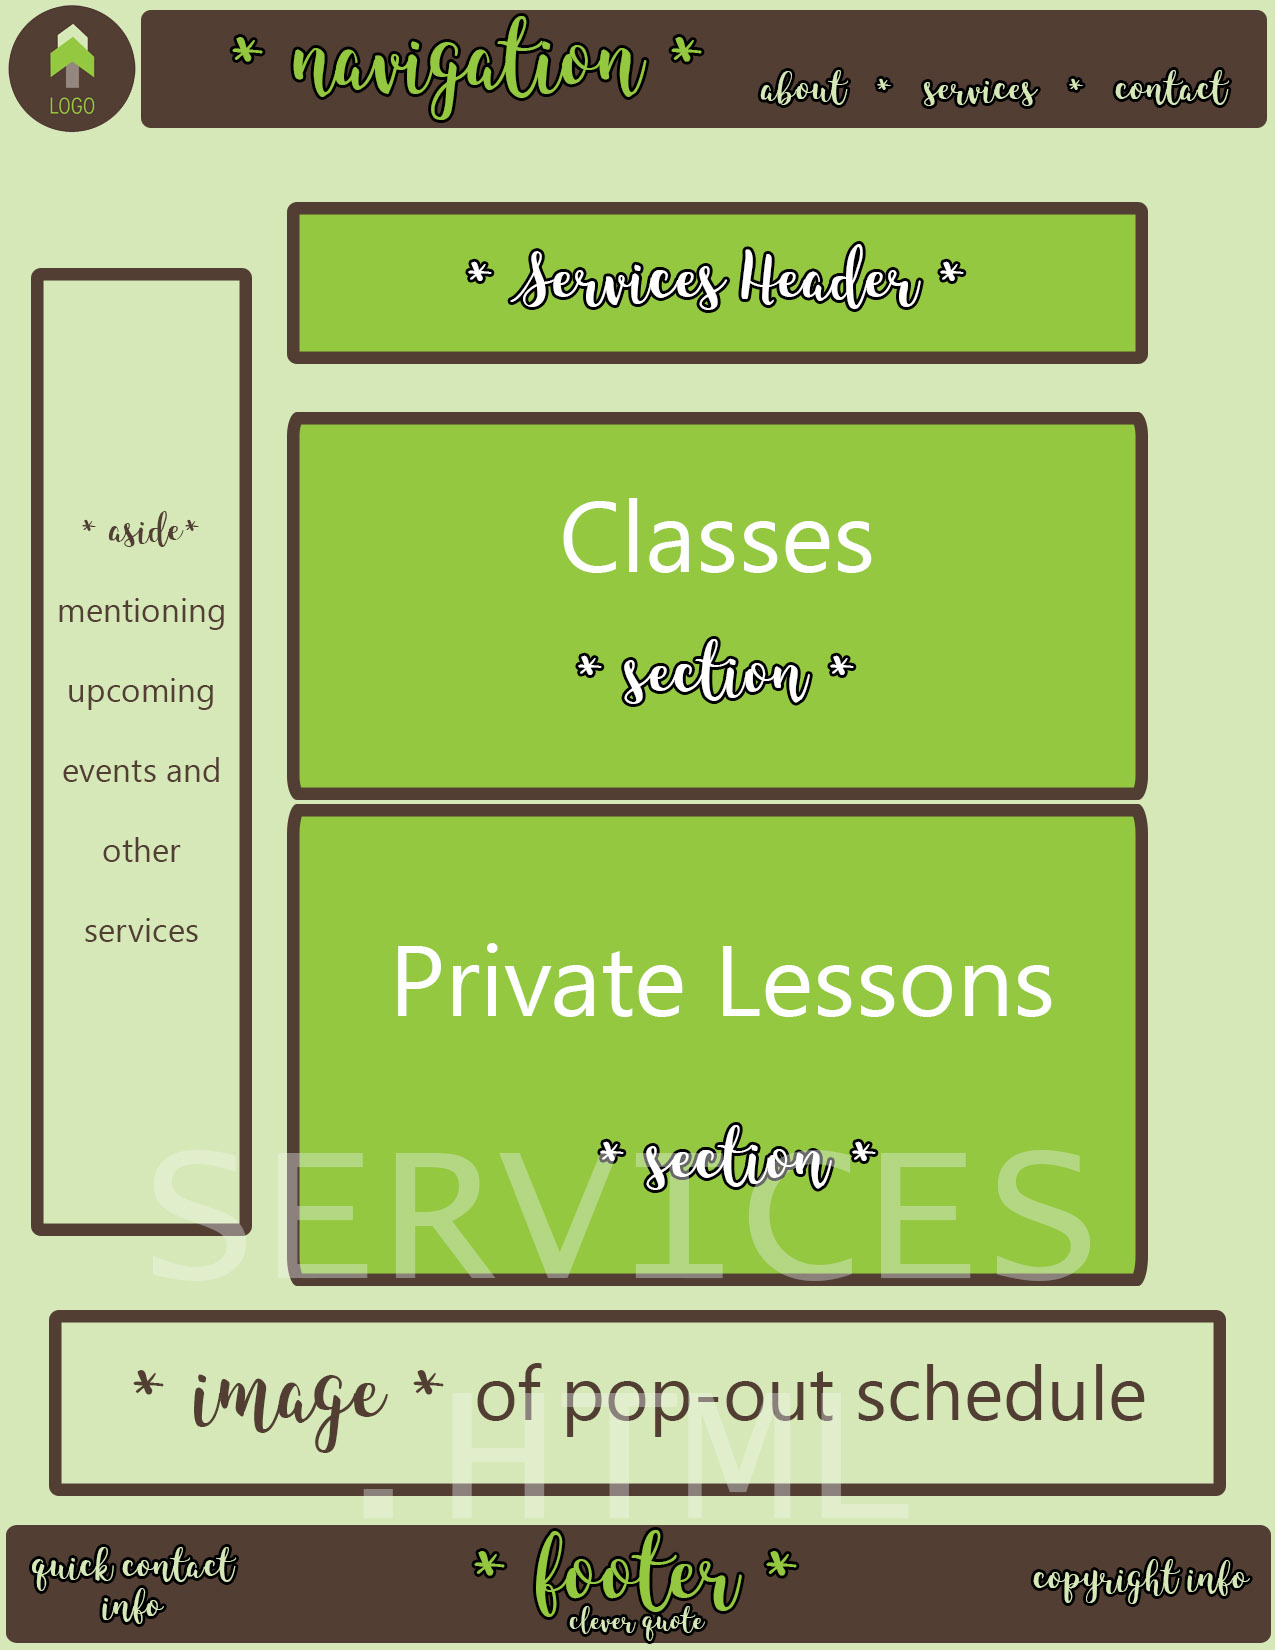 LOGO
* navigation *
about * services * contact
* Services Header *
* aside*
mentioning
upcoming
events and
other
services
Classes
* section *
Private Lessons
* section *
SERVICES
* image * of pop-out schedule
.HTML
quick contact
info
* footer *
clever quote
copyright info